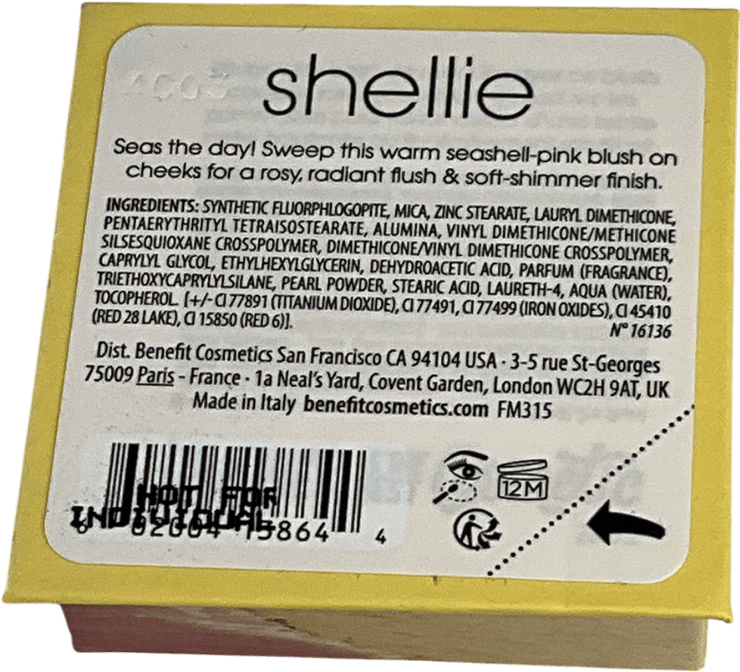 4C03
shellie
Seas the day! Sweep this warm seashell-pink blush on
cheeks for a rosy, radiant flush & soft-shimmer finish.
INGREDIENTS: SYNTHETIC FLUORPHLOGOPITE, MICA, ZINC STEARATE, LAURYL DIMETHICONE,
PENTAERYTHRITYL TETRAISOSTEARATE, ALUMINA, VINYL DIMETHICONE/METHICONE
SILSESQUIOXANE CROSSPOLYMER, DIMETHICONE/VINYL DIMETHICONE CROSSPOLYMER,
CAPRYLYL GLYCOL, ETHYLHEXYLGLYCERIN, DEHYDROACETIC ACID, PARFUM (FRAGRANCE),
TRIETHOXYCAPRYLYLSILANE, PEARL POWDER, STEARIC ACID, LAURETH-4, AQUA (WATER),
TOCOPHEROL. [+/- CI 77891 (TITANIUM DIOXIDE), CI 77491, CI 77499 (IRON OXIDES), CI 45410
(RED 28 LAKE), CI 15850 (RED 6)]. N° 16136
Dist. Benefit Cosmetics San Francisco CA 94104 USA · 3-5 rue St-Georges
75009 Paris - France · 1a Neal's Yard, Covent Garden, London WC2H 9AT, UK
Made in Italy benefitcosmetics.com FM315
NOT FOR
INDIVIDUAL
864 4
12M